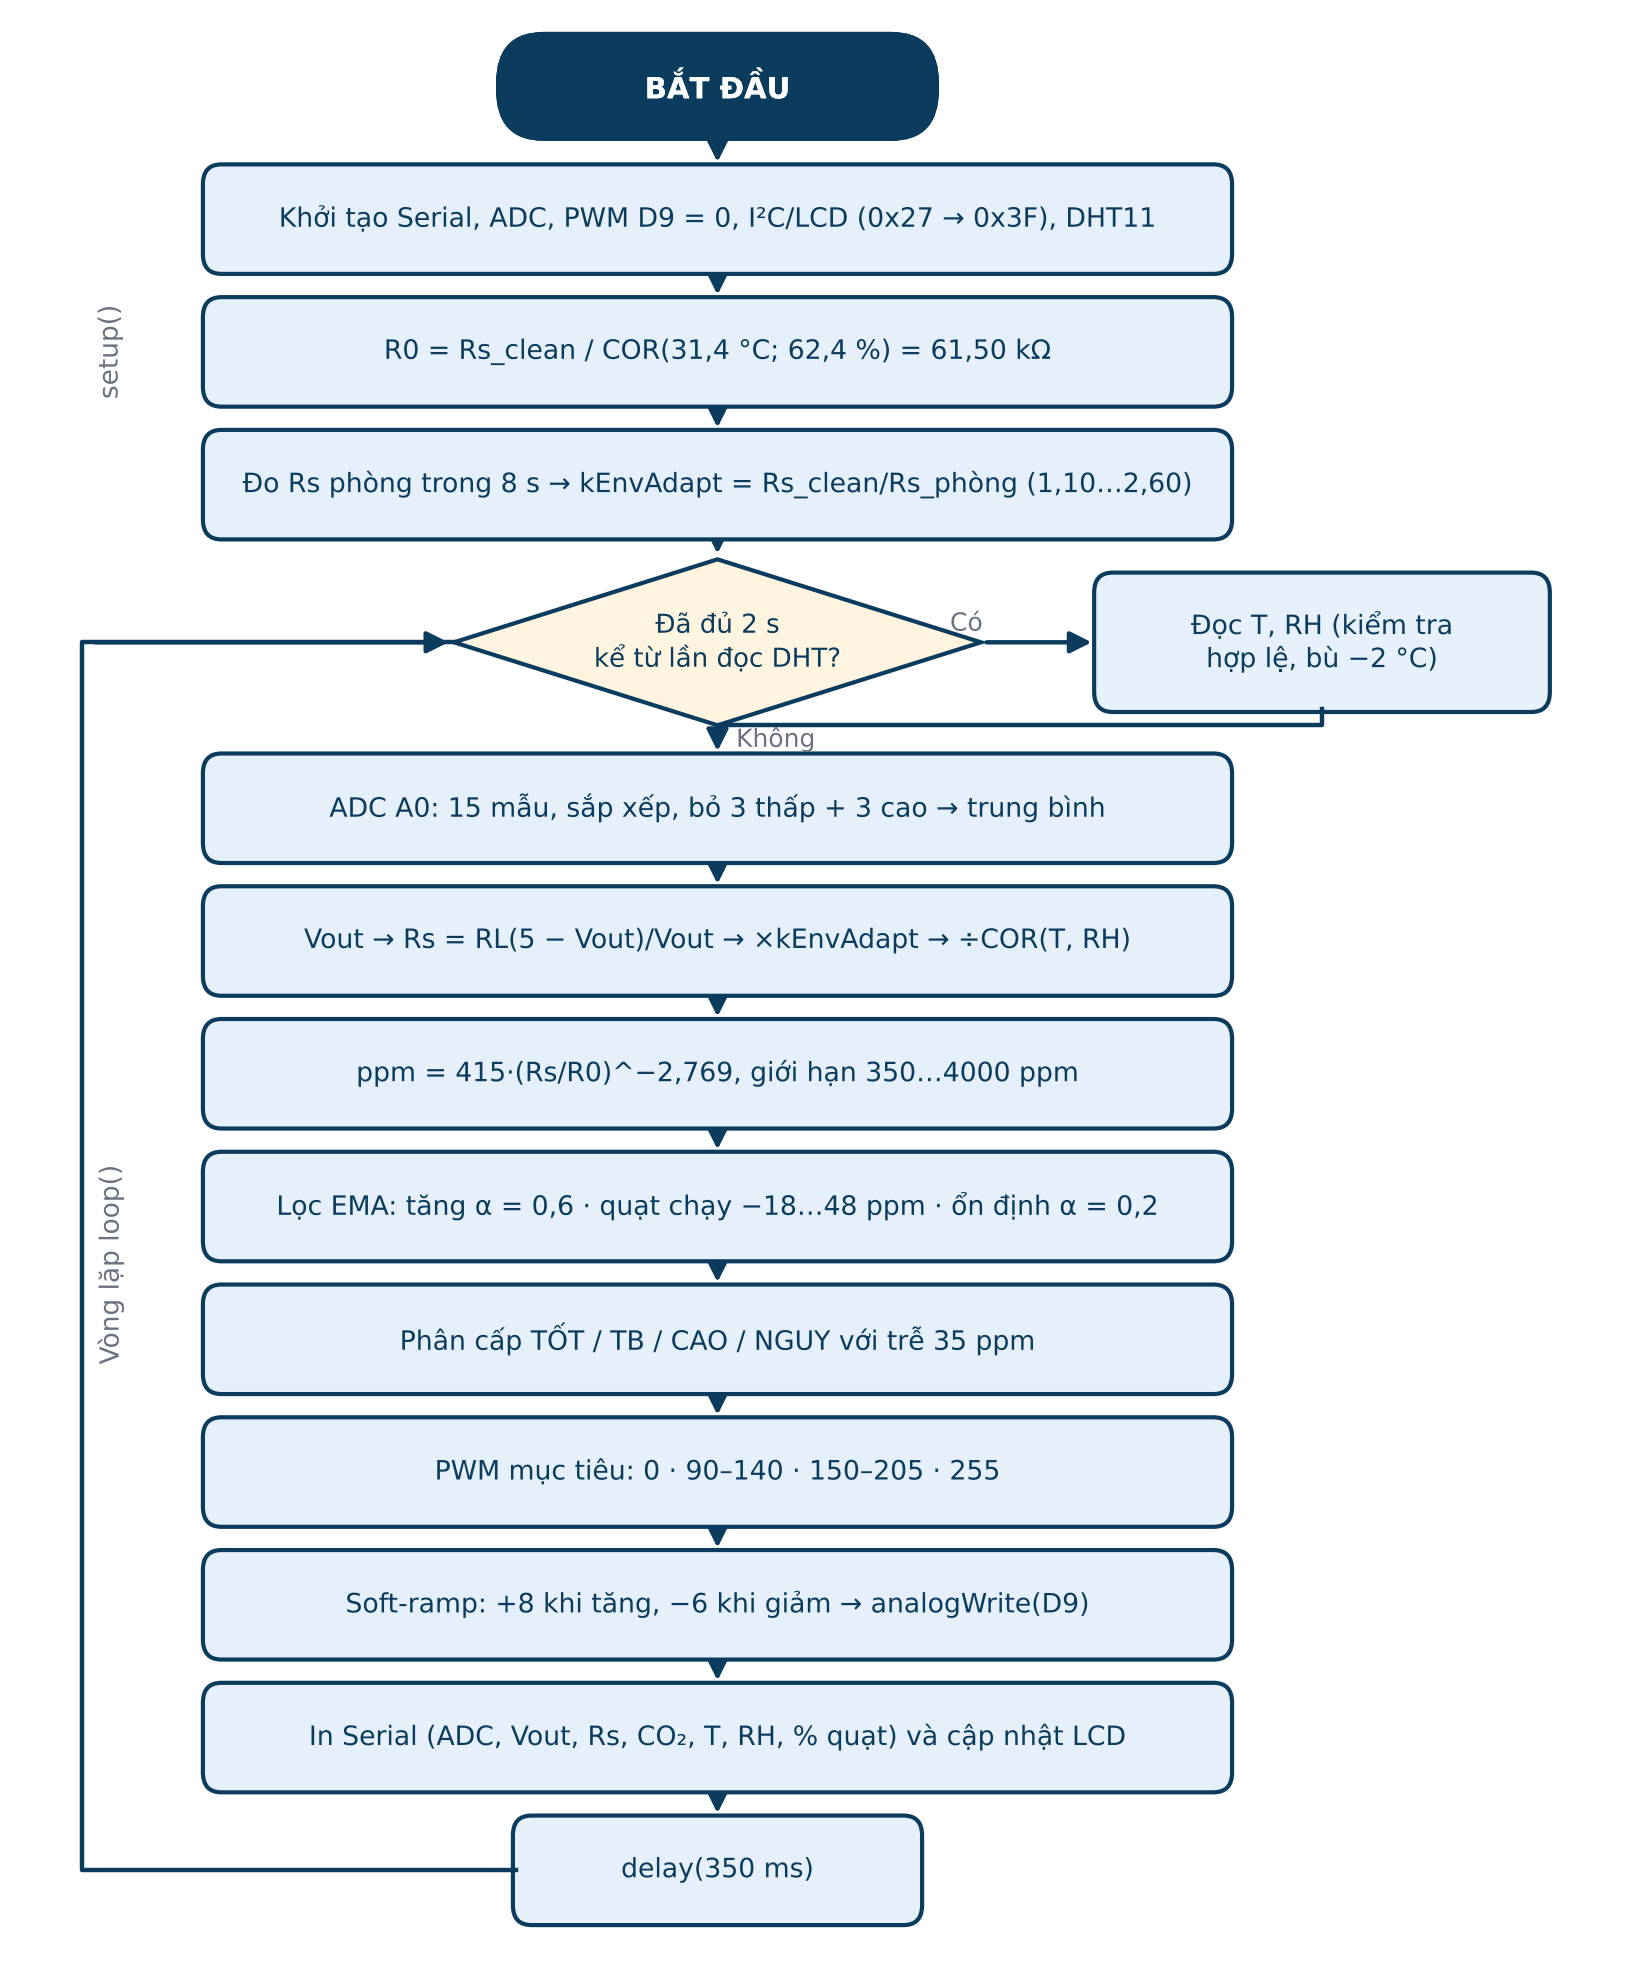 BẮT ĐẦU
Khởi tạo Serial, ADC, PWM D9 = 0, I²C/LCD (0x27 → 0x3F), DHT11
setup()
R0 = Rs_clean / COR(31,4 °C; 62,4 %) = 61,50 kΩ
Đo Rs phòng trong 8 s → kEnvAdapt = Rs_clean/Rs_phòng (1,10…2,60)
Đã đủ 2 s
kể từ lần đọc DHT?
Có
Đọc T, RH (kiểm tra
hợp lệ, bù −2 °C)
Không
ADC A0: 15 mẫu, sắp xếp, bỏ 3 thấp + 3 cao → trung bình
Vout → Rs = RL(5 − Vout)/Vout → ×kEnvAdapt → ÷COR(T, RH)
ppm = 415·(Rs/R0)^−2,769, giới hạn 350…4000 ppm
Lọc EMA: tăng α = 0,6 · quạt chạy −18…48 ppm · ổn định α = 0,2
Vòng lặp loop()
Phân cấp TỐT / TB / CAO / NGUY với trễ 35 ppm
PWM mục tiêu: 0 · 90–140 · 150–205 · 255
Soft-ramp: +8 khi tăng, −6 khi giảm → analogWrite(D9)
In Serial (ADC, Vout, Rs, CO₂, T, RH, % quạt) và cập nhật LCD
delay(350 ms)